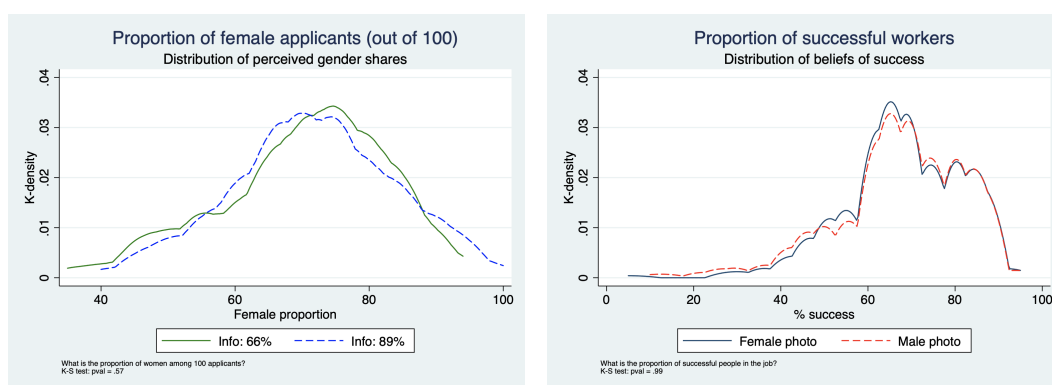 Proportion of female applicants (out of 100)
Distribution of perceived gender shares
K-density
.04
.03
.02
.01
0
40 60 80 100
Female proportion
Info: 66% Info: 89%
What is the proportion of women among 100 applicants?
K-S test: pval = .57
Proportion of successful workers
Distribution of beliefs of success
K-density
.04
.03
.02
.01
0
0 20 40 60 80 100
% success
Female photo Male photo
What is the proportion of successful people in the job?
K-S test: pval = .99